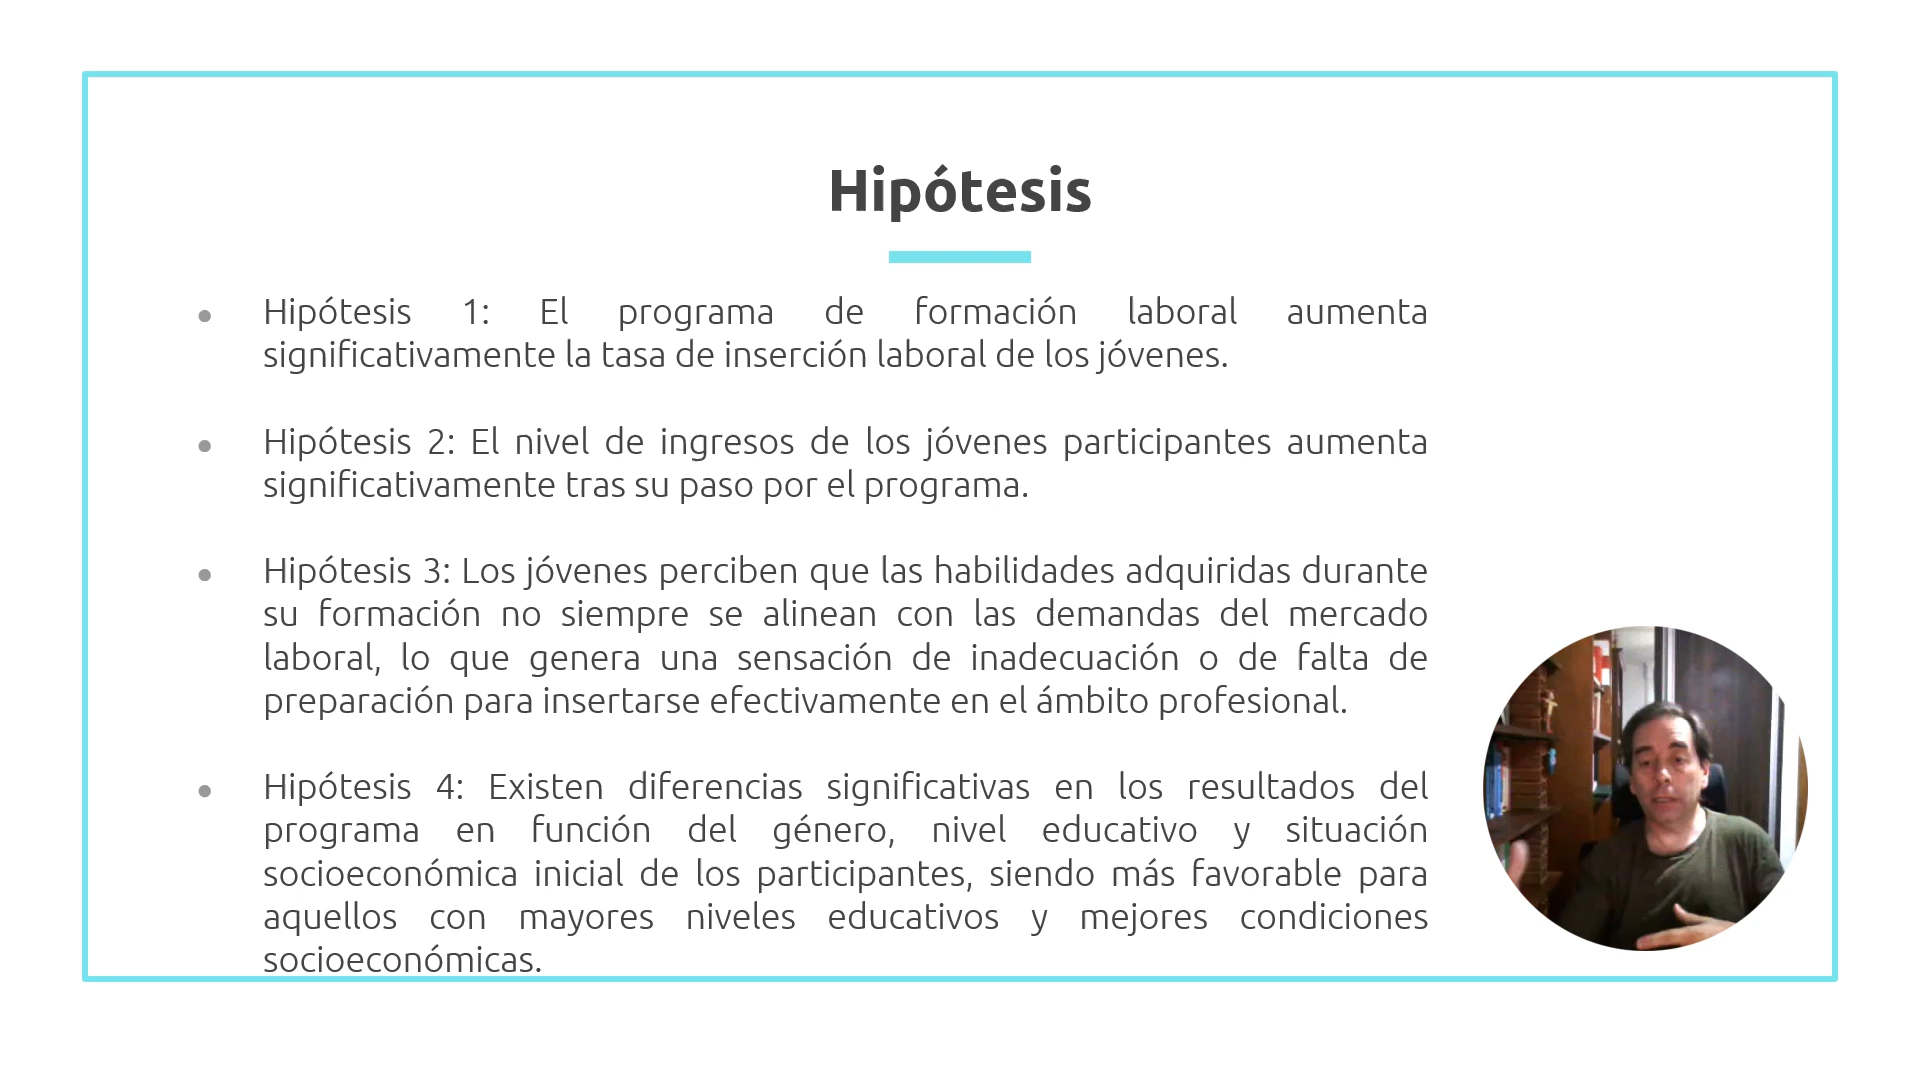 Hipótesis
Hipótesis 1: El programa de formación laboral aumenta
significativamente la tasa de inserción laboral de los jóvenes.
Hipótesis 2: El nivel de ingresos de los jóvenes participantes aumenta
significativamente tras su paso por el programa.
Hipótesis 3: Los jóvenes perciben que las habilidades adquiridas durante
su formación no siempre se alinean con las demandas del mercado
laboral, lo que genera una sensación de inadecuación o de falta de
preparación para insertarse efectivamente en el ámbito profesional.
Hipótesis 4: Existen diferencias significativas en los resultados del
programa en función del género, nivel educativo y situación
socioeconómica inicial de los participantes, siendo más favorable para
aquellos con mayores niveles educativos y mejores condiciones
socioeconómicas.